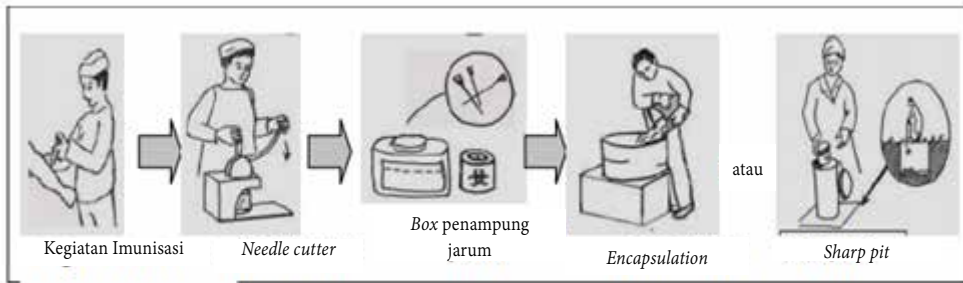 Kegiatan Imunisasi
Needle cutter
Box penampung
jarum
Encapsulation
atau
Sharp pit